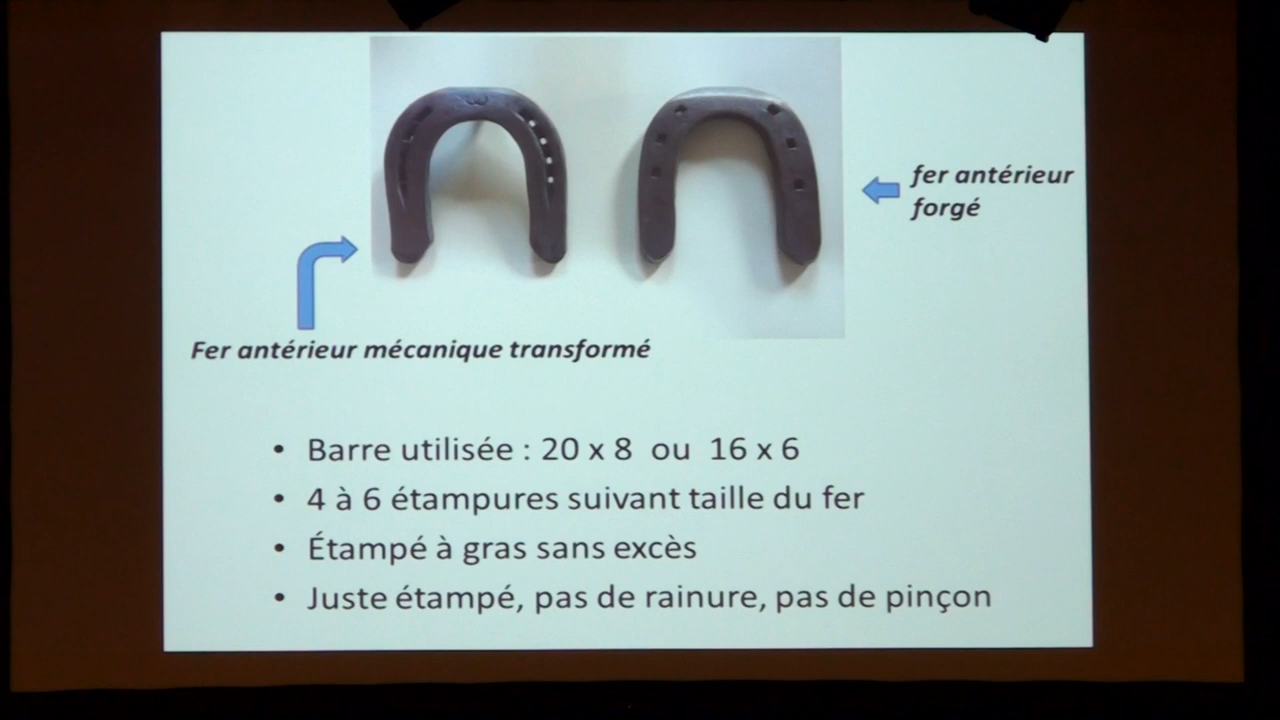 fer antérieur
forgé
Fer antérieur mécanique transformé
• Barre utilisée : 20 x 8 ou 16 x 6
• 4 à 6 étampures suivant taille du fer
• Étampé à gras sans excès
• Juste étampé, pas de rainure, pas de pinçon